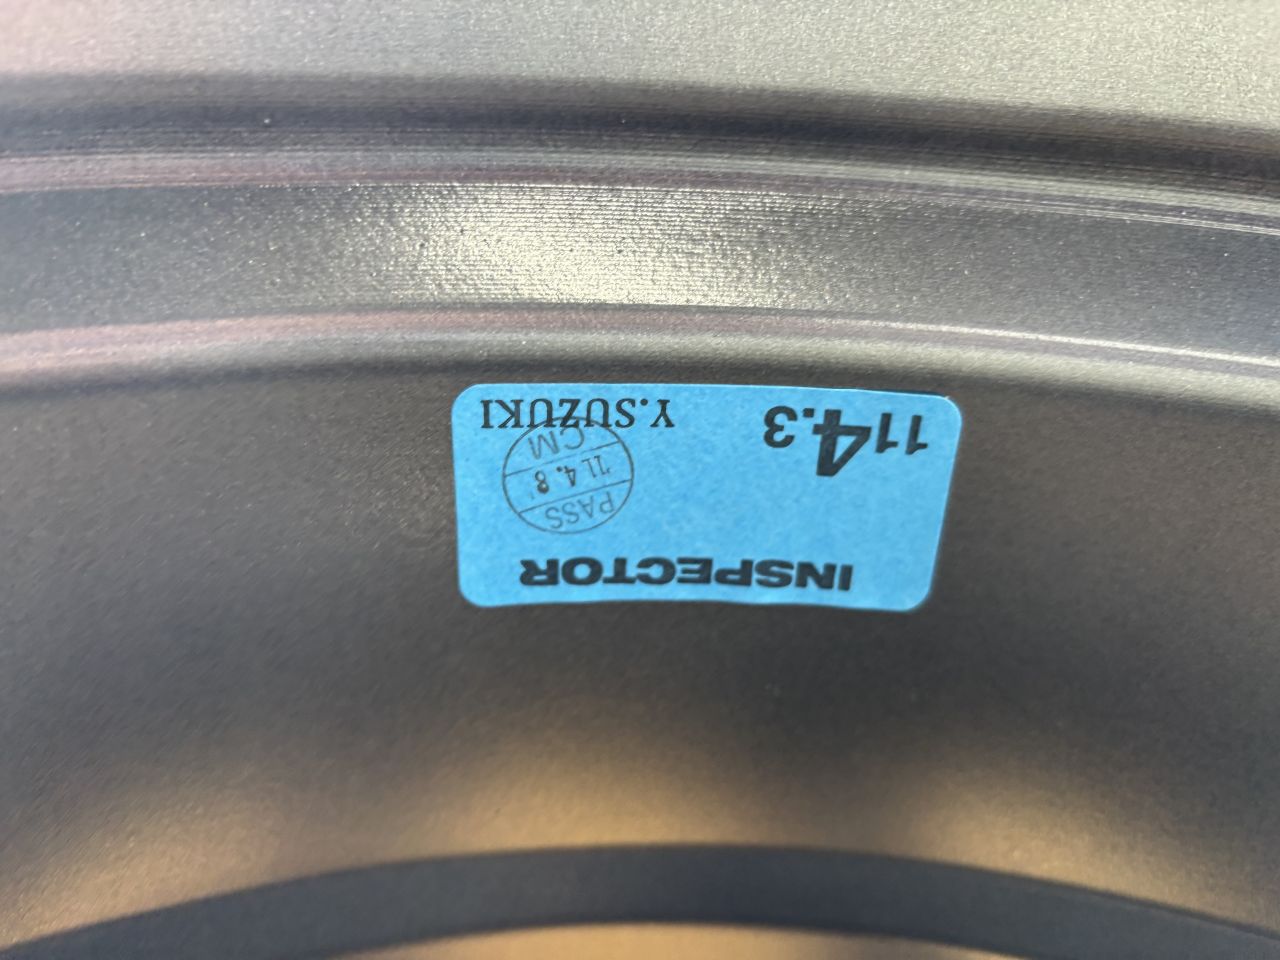 INSPECTOR
PASS
'11.4.8
CM
114.3
Y.SUZUKI